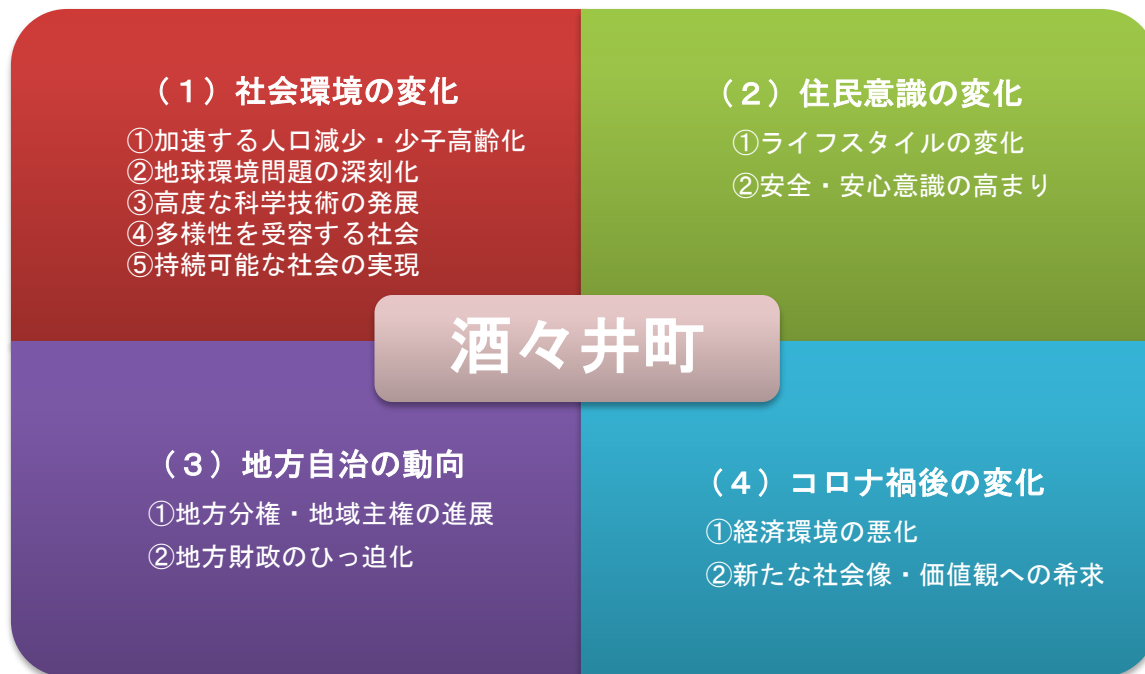 （１）社会環境の変化
①加速する人口減少・少子高齢化
②地球環境問題の深刻化
③高度な科学技術の発展
④多様性を受容する社会
⑤持続可能な社会の実現
（２）住民意識の変化
①ライフスタイルの変化
②安全・安心意識の高まり
酒々井町
（３）地方自治の動向
①地方分権・地域主権の進展
②地方財政のひっ迫化
（４）コロナ禍後の変化
①経済環境の悪化
②新たな社会像・価値観への希求